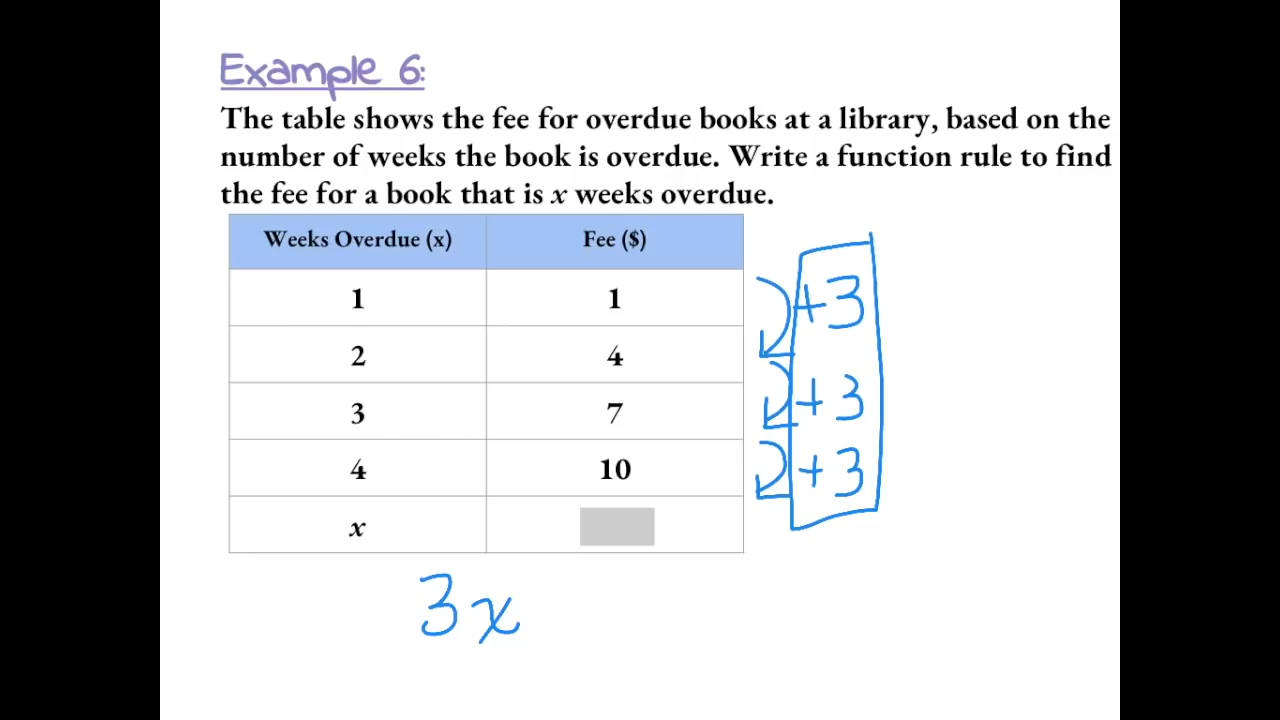 Example 6:
The table shows the fee for overdue books at a library, based on the
number of weeks the book is overdue. Write a function rule to find
the fee for a book that is x weeks overdue.
Weeks Overdue (x) Fee ($)
1 1 +3
2 4
3 7 +3
4 10 +3
x
3x